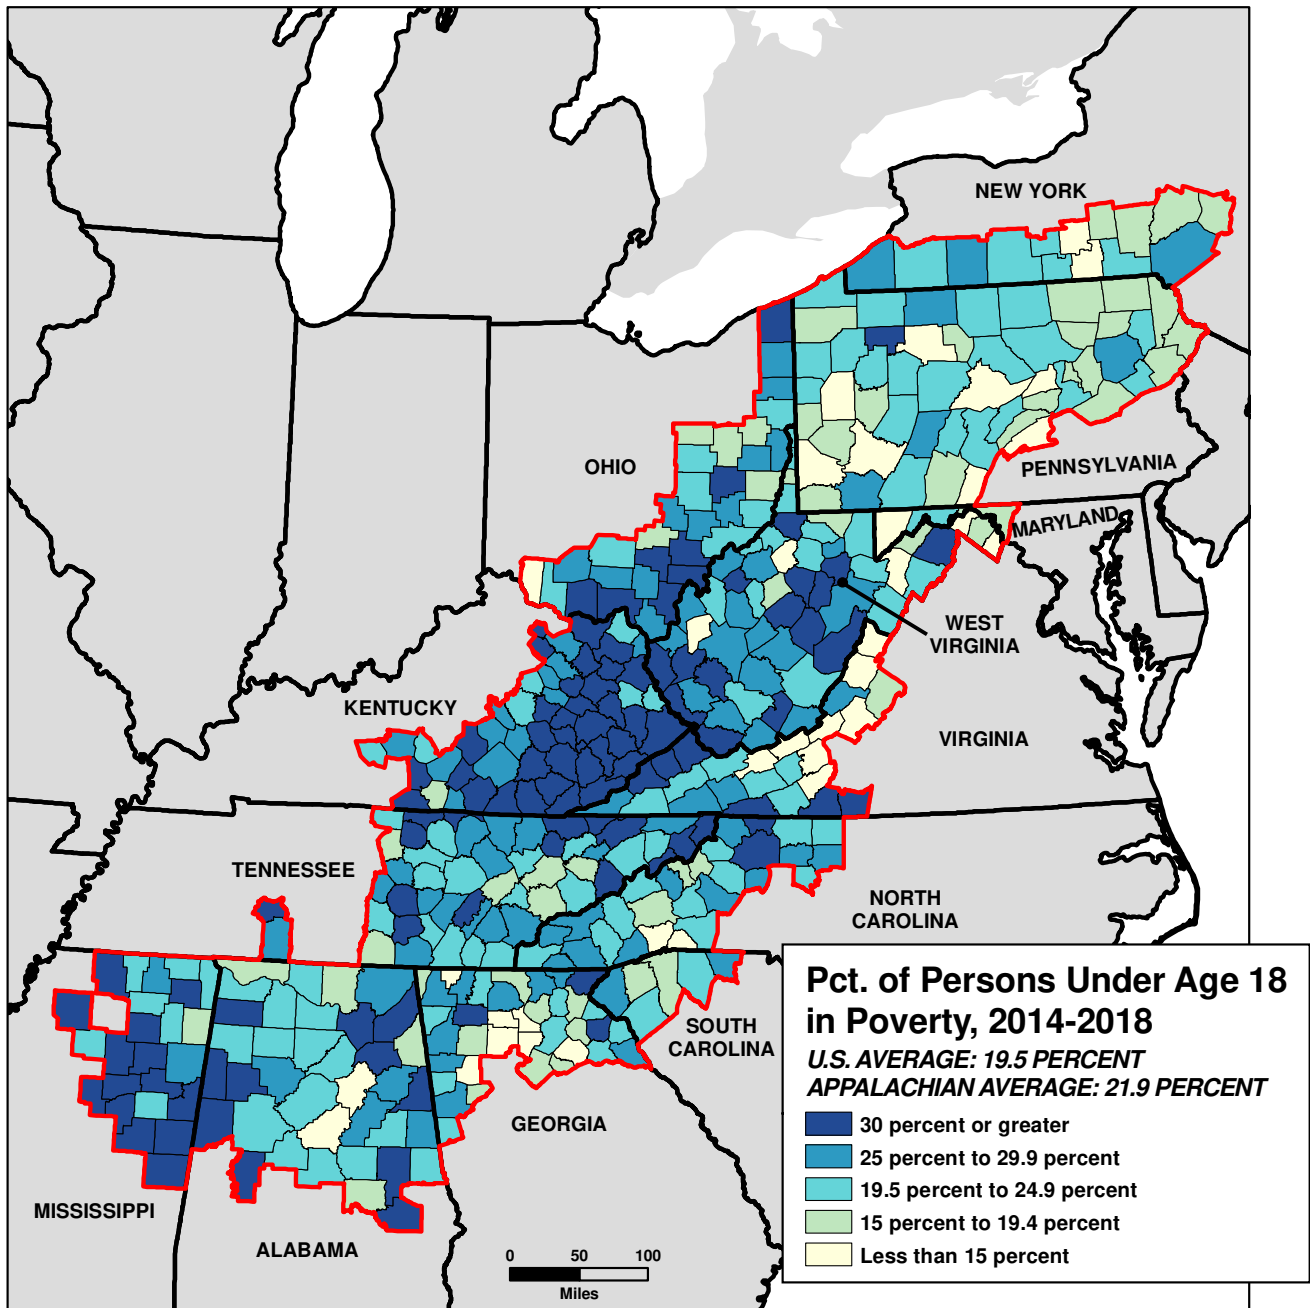 NEW YORK
OHIO
PENNSYLVANIA
MARYLAND
WEST
VIRGINIA
KENTUCKY
VIRGINIA
TENNESSEE
NORTH
CAROLINA
SOUTH
CAROLINA
GEORGIA
MISSISSIPPI
ALABAMA
0 50 100
Miles
Pct. of Persons Under Age 18
in Poverty, 2014-2018
U.S. AVERAGE: 19.5 PERCENT
APPALACHIAN AVERAGE: 21.9 PERCENT
30 percent or greater
25 percent to 29.9 percent
19.5 percent to 24.9 percent
15 percent to 19.4 percent
Less than 15 percent